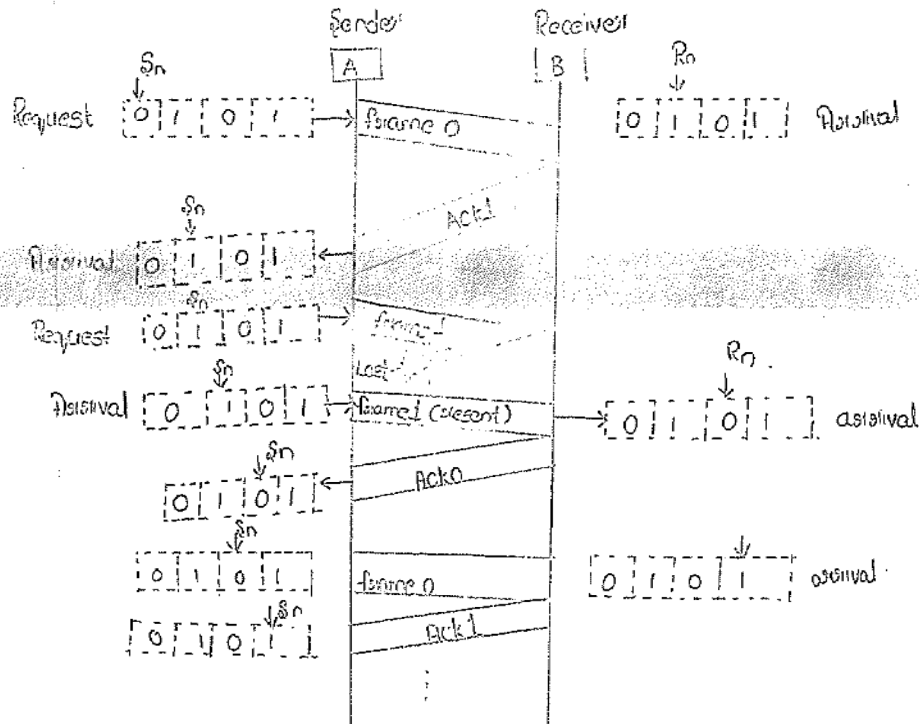 Sender Receiver
A B
Sn Rn
Request 0 1 0 1 frame 0 0 1 0 1 Arrival
Ack1
Sn
Arrival 0 1 0 1
Sn
Request 0 1 0 1 frame 1
Lost
Sn Rn
Arrival 0 1 0 1 frame1 (resent) 0 1 0 1 arrival
Sn
0 1 0 1 Ack0
Sn
0 1 0 1 frame 0 0 1 0 1 arrival
Sn
0 1 0 1 Ack1